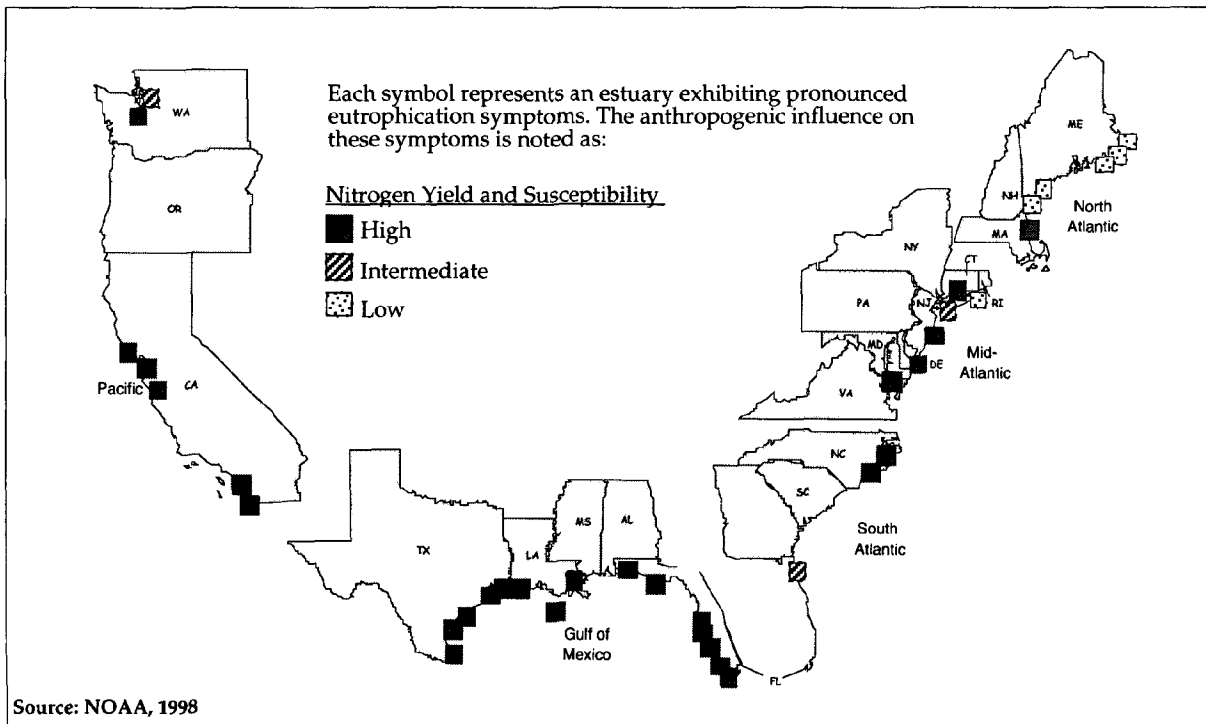 Each symbol represents an estuary exhibiting pronounced
eutrophication symptoms. The anthropogenic influence on
these symptoms is noted as:
Nitrogen Yield and Susceptibility
High
Intermediate
Low
WA
OR
CA
Pacific
TX
LA
MS
AL
Gulf of
Mexico
FL
South
Atlantic
SC
NC
VA
MD
DE
Mid-
Atlantic
PA
NJ
NY
CT
RI
MA
NH
ME
North
Atlantic
Source: NOAA, 1998